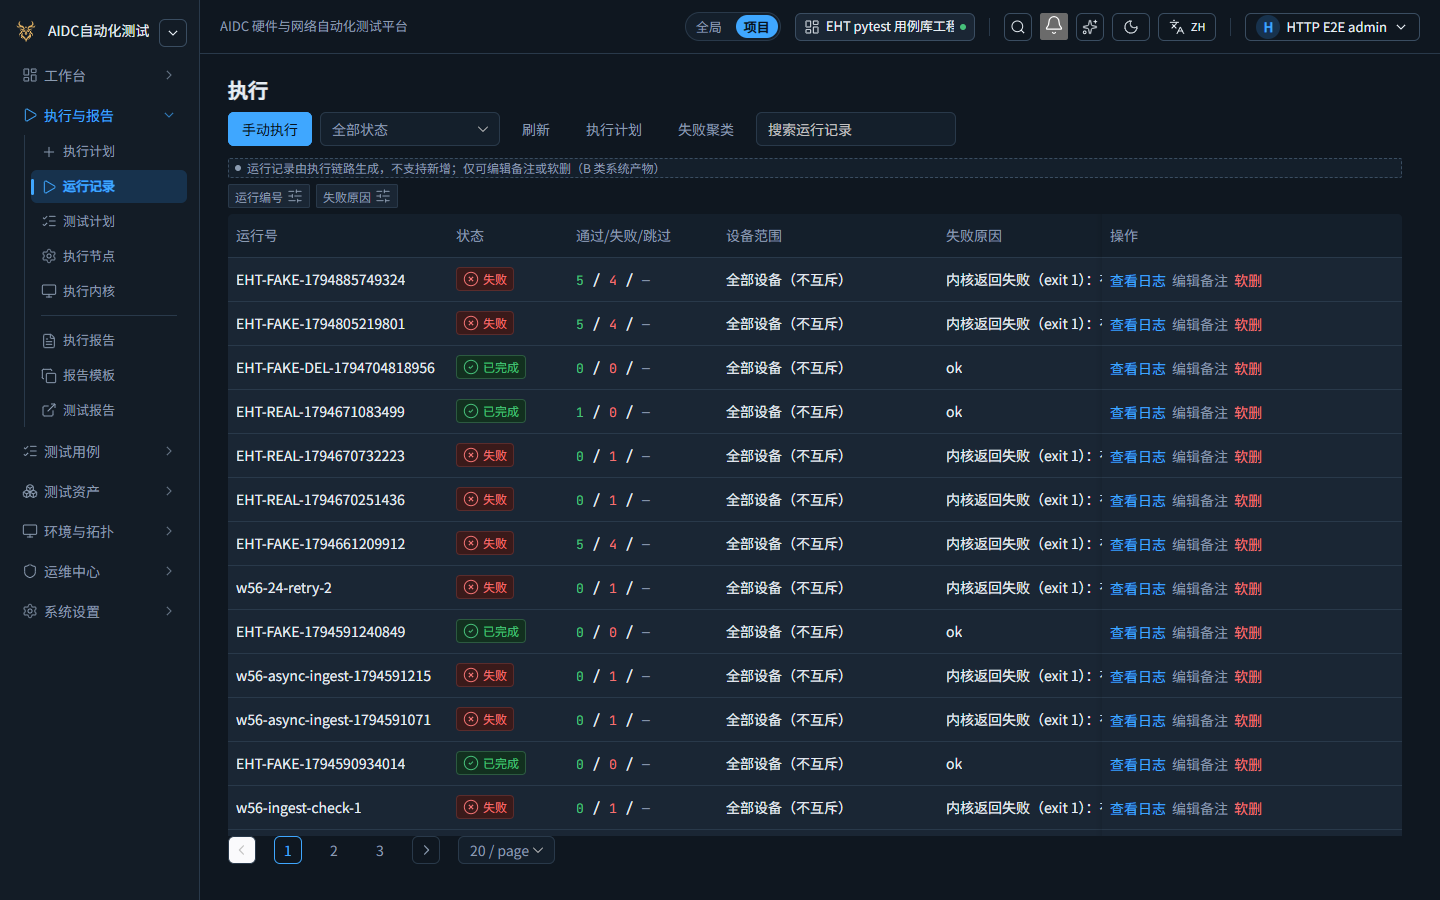 AIDC自动化测试
AIDC 硬件与网络自动化测试平台
全局
项目
EHT pytest 用例库工程
ZH
H
HTTP E2E admin
工作台
执行与报告
执行计划
运行记录
测试计划
执行节点
执行内核
执行报告
报告模板
测试报告
测试用例
测试资产
环境与拓扑
运维中心
系统设置
执行
手动执行
全部状态
刷新
执行计划
失败聚类
搜索运行记录
运行记录由执行链路生成，不支持新增；仅可编辑备注或软删（B 类系统产物）
运行编号
失败原因
运行号 状态 通过/失败/跳过 设备范围 失败原因 操作
EHT-FAKE-1794885749324 失败 5 / 4 / – 全部设备（不互斥） 内核返回失败（exit 1）： 查看日志 编辑备注 软删
EHT-FAKE-1794805219801 失败 5 / 4 / – 全部设备（不互斥） 内核返回失败（exit 1）： 查看日志 编辑备注 软删
EHT-FAKE-DEL-1794704818956 已完成 0 / 0 / – 全部设备（不互斥） ok 查看日志 编辑备注 软删
EHT-REAL-1794671083499 已完成 1 / 0 / – 全部设备（不互斥） ok 查看日志 编辑备注 软删
EHT-REAL-1794670732223 失败 0 / 1 / – 全部设备（不互斥） 内核返回失败（exit 1）： 查看日志 编辑备注 软删
EHT-REAL-1794670251436 失败 0 / 1 / – 全部设备（不互斥） 内核返回失败（exit 1）： 查看日志 编辑备注 软删
EHT-FAKE-1794661209912 失败 5 / 4 / – 全部设备（不互斥） 内核返回失败（exit 1）： 查看日志 编辑备注 软删
w56-24-retry-2 失败 0 / 1 / – 全部设备（不互斥） 内核返回失败（exit 1）： 查看日志 编辑备注 软删
EHT-FAKE-1794591240849 已完成 0 / 0 / – 全部设备（不互斥） ok 查看日志 编辑备注 软删
w56-async-ingest-1794591215 失败 0 / 1 / – 全部设备（不互斥） 内核返回失败（exit 1）： 查看日志 编辑备注 软删
w56-async-ingest-1794591071 失败 0 / 1 / – 全部设备（不互斥） 内核返回失败（exit 1）： 查看日志 编辑备注 软删
EHT-FAKE-1794590934014 已完成 0 / 0 / – 全部设备（不互斥） ok 查看日志 编辑备注 软删
w56-ingest-check-1 失败 0 / 1 / – 全部设备（不互斥） 内核返回失败（exit 1）： 查看日志 编辑备注 软删
1 2 3 20 / page